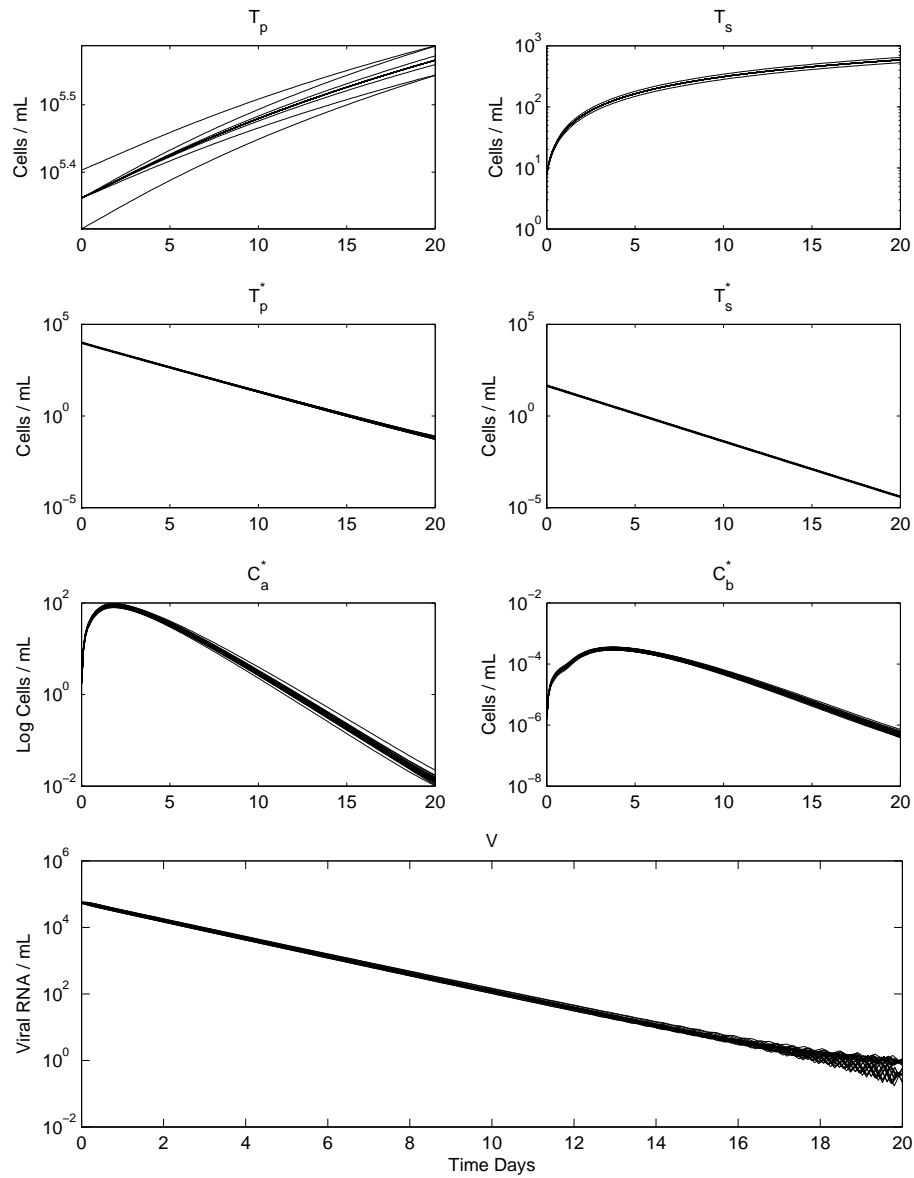 T_p
T_s
10^5.5
10^5.4
Cells / mL
0 5 10 15 20
10^3
10^2
10^1
10^0
Cells / mL
0 5 10 15 20
T_p^*
T_s^*
10^5
10^0
10^−5
Cells / mL
0 5 10 15 20
10^5
10^0
10^−5
Cells / mL
0 5 10 15 20
C_a^*
C_b^*
10^2
10^0
10^−2
Log Cells / mL
0 5 10 15 20
10^−2
10^−4
10^−6
10^−8
Cells / mL
0 5 10 15 20
V
10^6
10^4
10^2
10^0
10^−2
Viral RNA / mL
0 2 4 6 8 10 12 14 16 18 20
Time Days